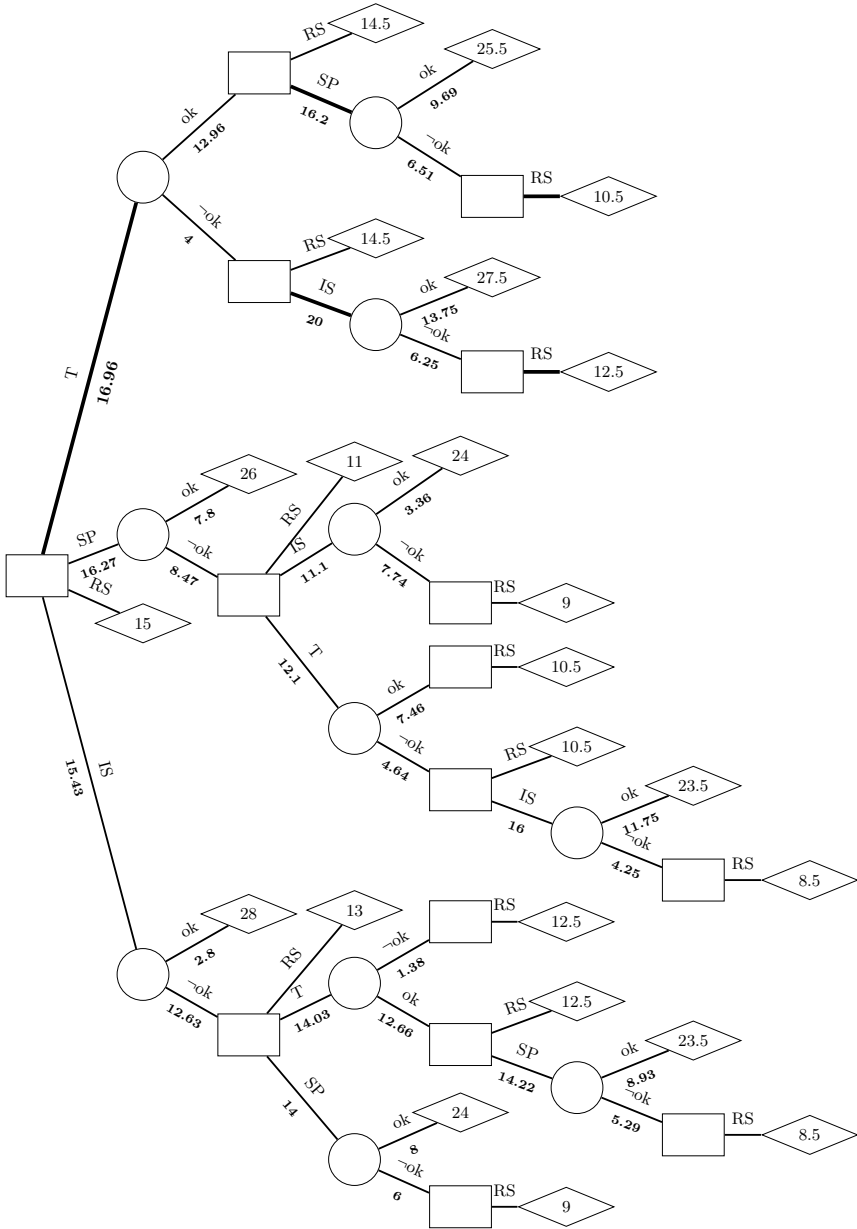 RS
14.5
SP
16.2
ok
25.5
9.69
¬ok
6.51
RS
10.5
ok
12.96
¬ok
4
RS
14.5
IS
20
ok
27.5
13.75
¬ok
6.25
RS
12.5
T
16.96
SP
16.27
ok
26
7.8
¬ok
8.47
RS
11
IS
11.1
ok
24
3.36
¬ok
7.74
RS
9
RS
15
T
12.1
ok
7.46
RS
10.5
¬ok
4.64
RS
10.5
IS
16
ok
23.5
11.75
¬ok
4.25
RS
8.5
IS
15.43
ok
28
2.8
¬ok
12.63
RS
13
T
14.03
¬ok
1.38
RS
12.5
ok
12.66
RS
12.5
SP
14.22
ok
23.5
8.93
¬ok
5.29
RS
8.5
SP
14
ok
24
8
¬ok
6
RS
9